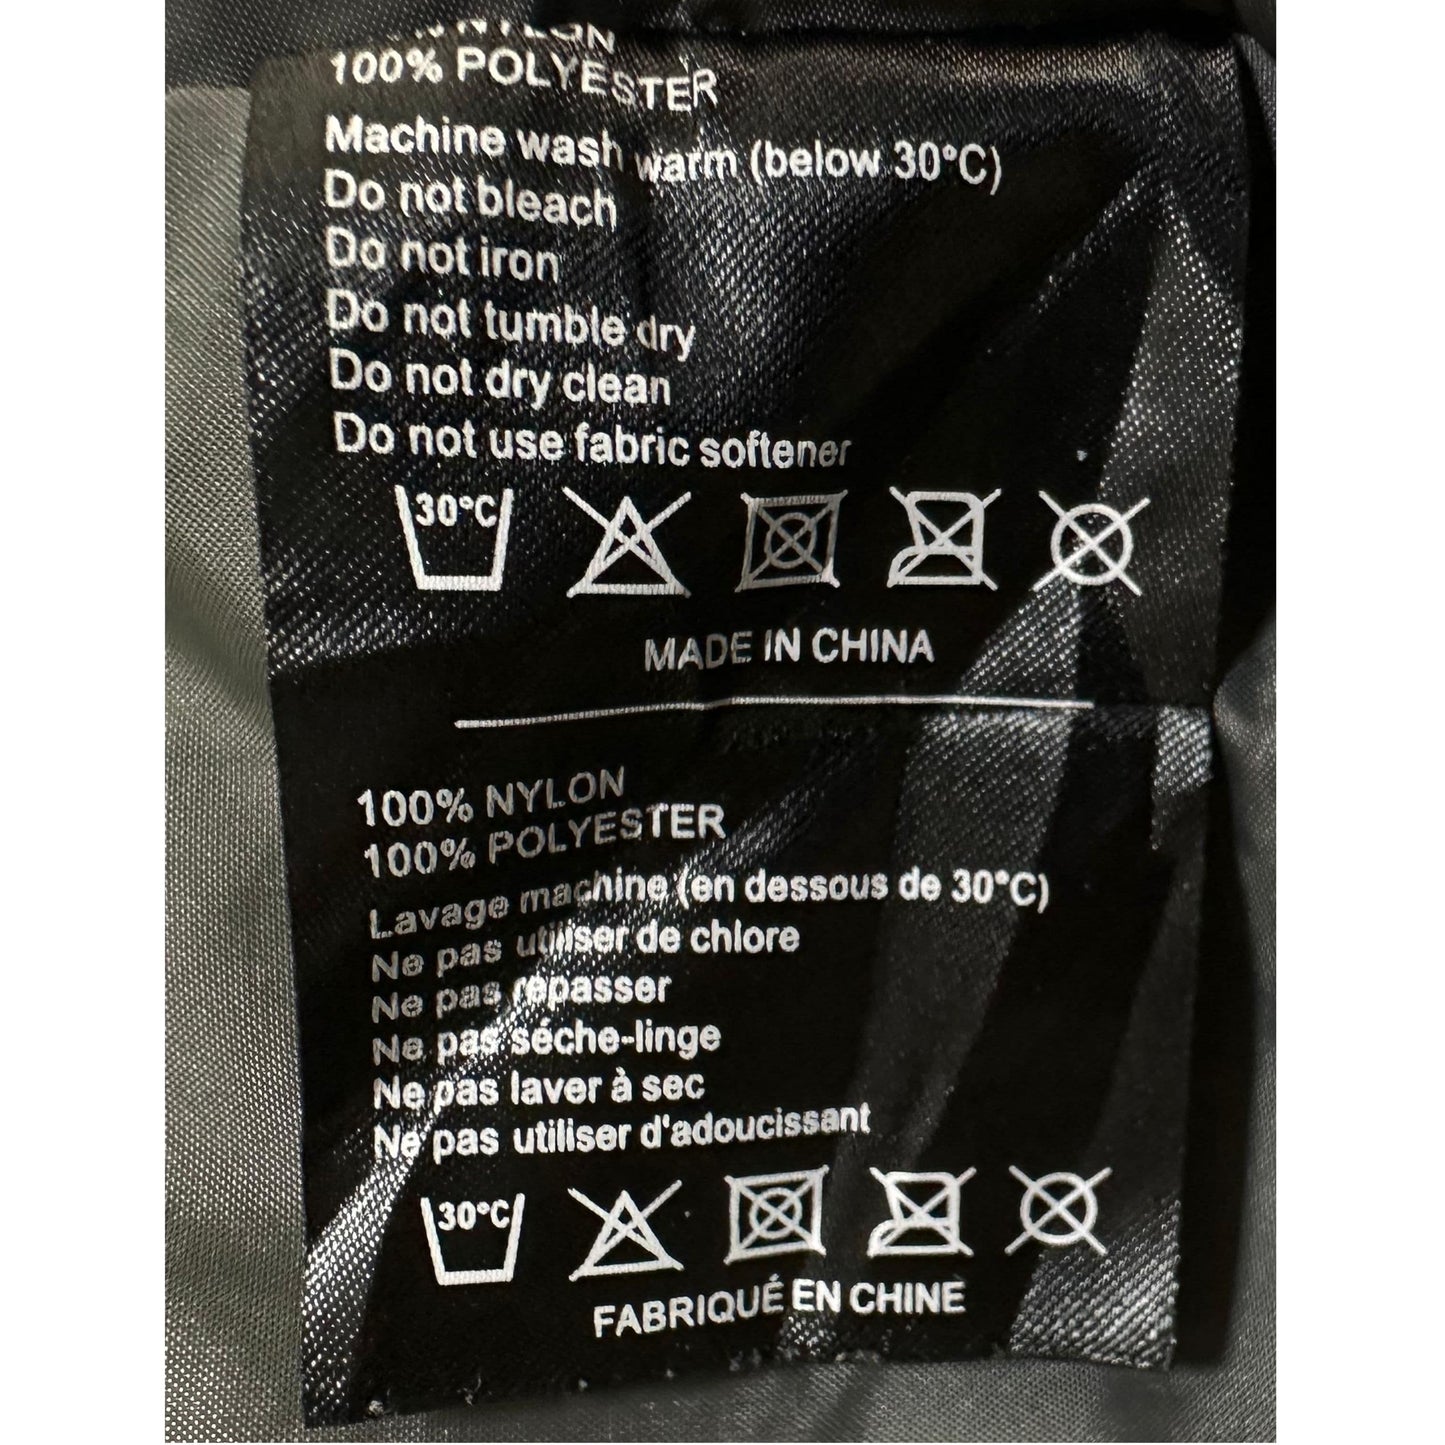 NYLON
100% POLYESTER
Machine wash warm (below 30°C)
Do not bleach
Do not iron
Do not tumble dry
Do not dry clean
Do not use fabric softener
30°C
MADE IN CHINA
100% NYLON
100% POLYESTER
Lavage machine (en dessous de 30°C)
Ne pas utiliser de chlore
Ne pas repasser
Ne pas séche-linge
Ne pas laver à sec
Ne pas utiliser d'adoucissant
30°C
FABRIQUÉ EN CHINE